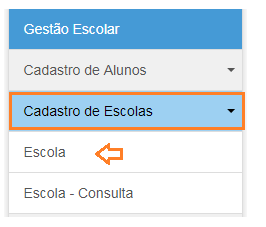 Gestão Escolar
Cadastro de Alunos
Cadastro de Escolas
Escola
Escola - Consulta